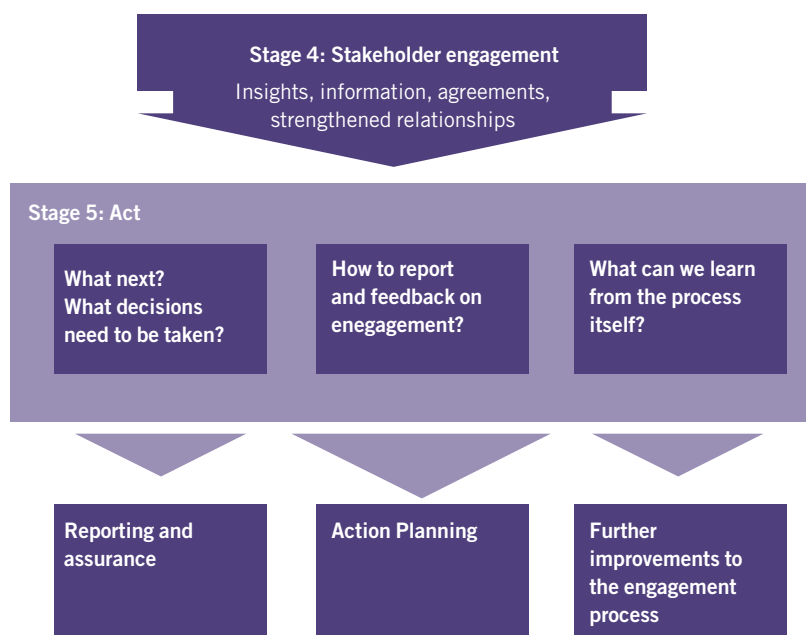 Stage 4: Stakeholder engagement
Insights, information, agreements,
strengthened relationships
Stage 5: Act
What next?
What decisions
need to be taken?
How to report
and feedback on
enegagement?
What can we learn
from the process
itself?
Reporting and
assurance
Action Planning
Further
improvements to
the engagement
process